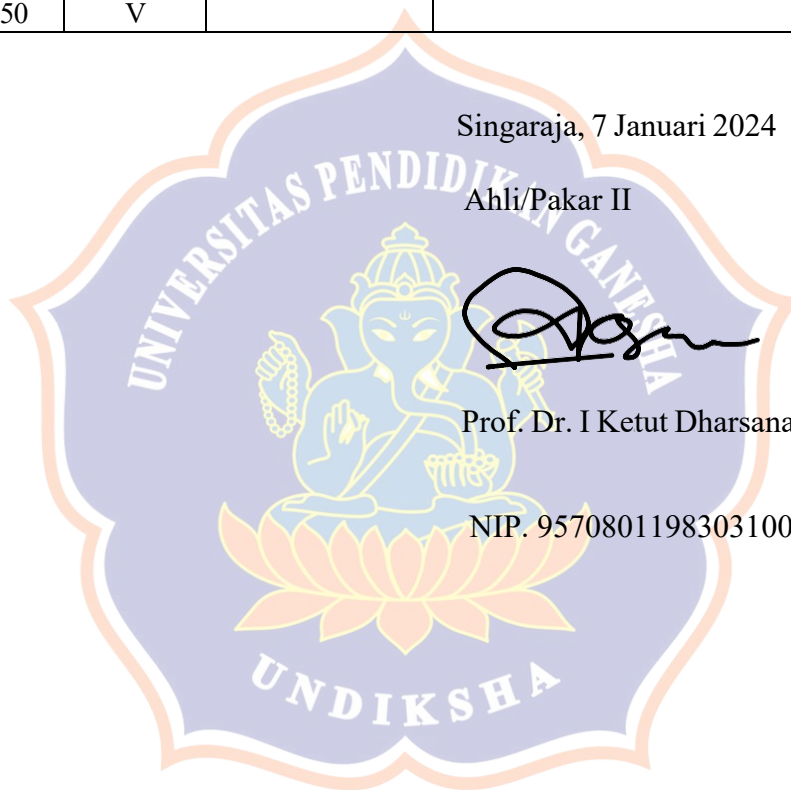 50 V
Singaraja, 7 Januari 2024
Ahli/Pakar II
UNIVERSITAS PENDIDIKAN GANESHA
Prof. Dr. I Ketut Dharsana
NIP. 9570801198303100
UNDIKSHA